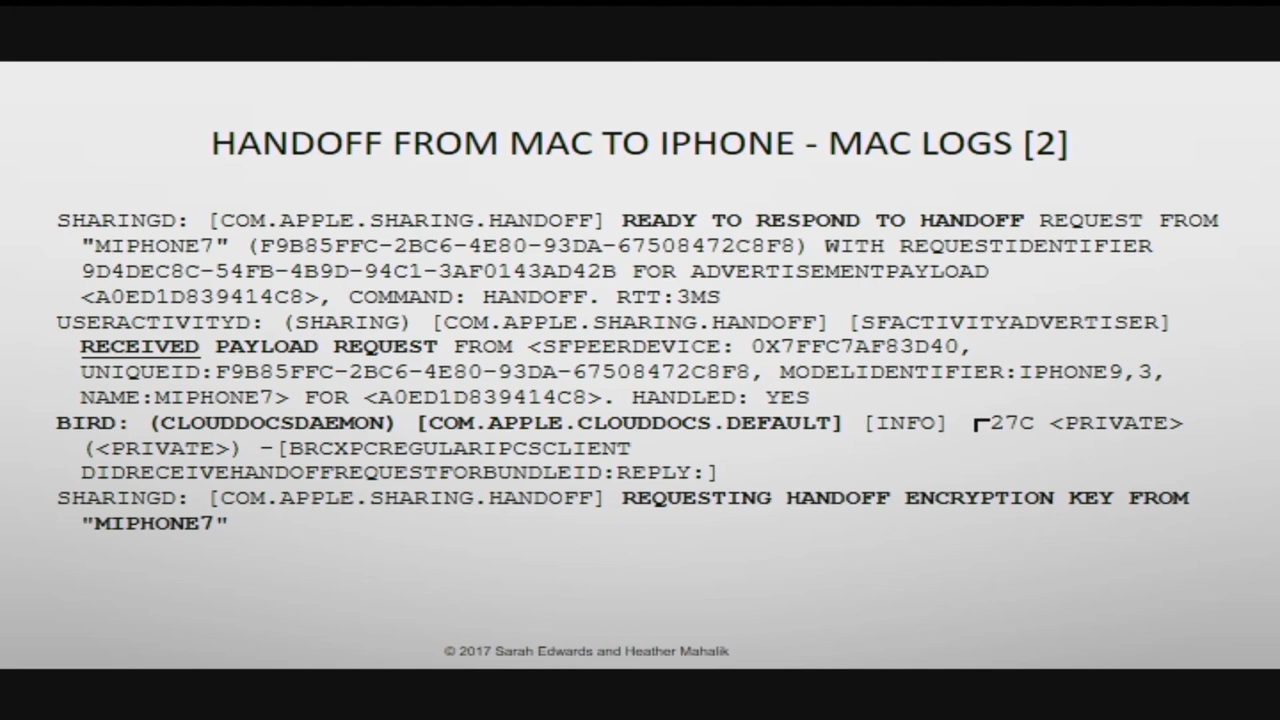 HANDOFF FROM MAC TO IPHONE - MAC LOGS [2]
SHARINGD: [COM.APPLE.SHARING.HANDOFF] READY TO RESPOND TO HANDOFF REQUEST FROM
"MIPHONE7" (F9B85FFC-2BC6-4E80-93DA-67508472C8F8) WITH REQUESTIDENTIFIER
9D4DEC8C-54FB-4B9D-94C1-3AF0143AD42B FOR ADVERTISEMENTPAYLOAD
<A0ED1D839414C8>, COMMAND: HANDOFF. RTT:3MS
USERACTIVITYD: (SHARING) [COM.APPLE.SHARING.HANDOFF] [SFACTIVITYADVERTISER]
RECEIVED PAYLOAD REQUEST FROM <SFPEERDEVICE: 0X7FFC7AF83D40,
UNIQUEID:F9B85FFC-2BC6-4E80-93DA-67508472C8F8, MODELIDENTIFIER:IPHONE9,3,
NAME:MIPHONE7> FOR <A0ED1D839414C8>. HANDLED: YES
BIRD: (CLOUDDOCSDAEMON) [COM.APPLE.CLOUDDOCS.DEFAULT] [INFO] ┏27C <PRIVATE>
(<PRIVATE>) -[BRCXPCREGULARIPCSCLIENT
DIDRECEIVEHANDOFFREQUESTFORBUNDLEID:REPLY:]
SHARINGD: [COM.APPLE.SHARING.HANDOFF] REQUESTING HANDOFF ENCRYPTION KEY FROM
"MIPHONE7"
© 2017 Sarah Edwards and Heather Mahalik